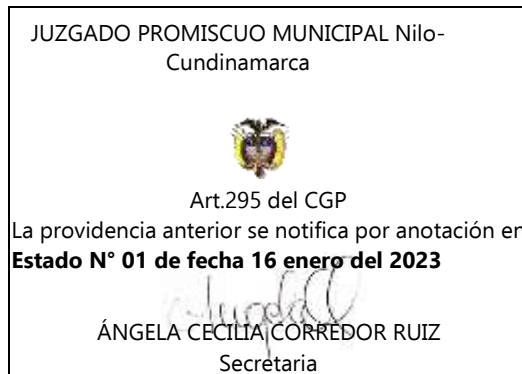 JUZGADO PROMISCUO MUNICIPAL Nilo-
Cundinamarca
Art.295 del CGP
La providencia anterior se notifica por anotación en
Estado N° 01 de fecha 16 enero del 2023
ÁNGELA CECILIA CORREDOR RUIZ
Secretaria